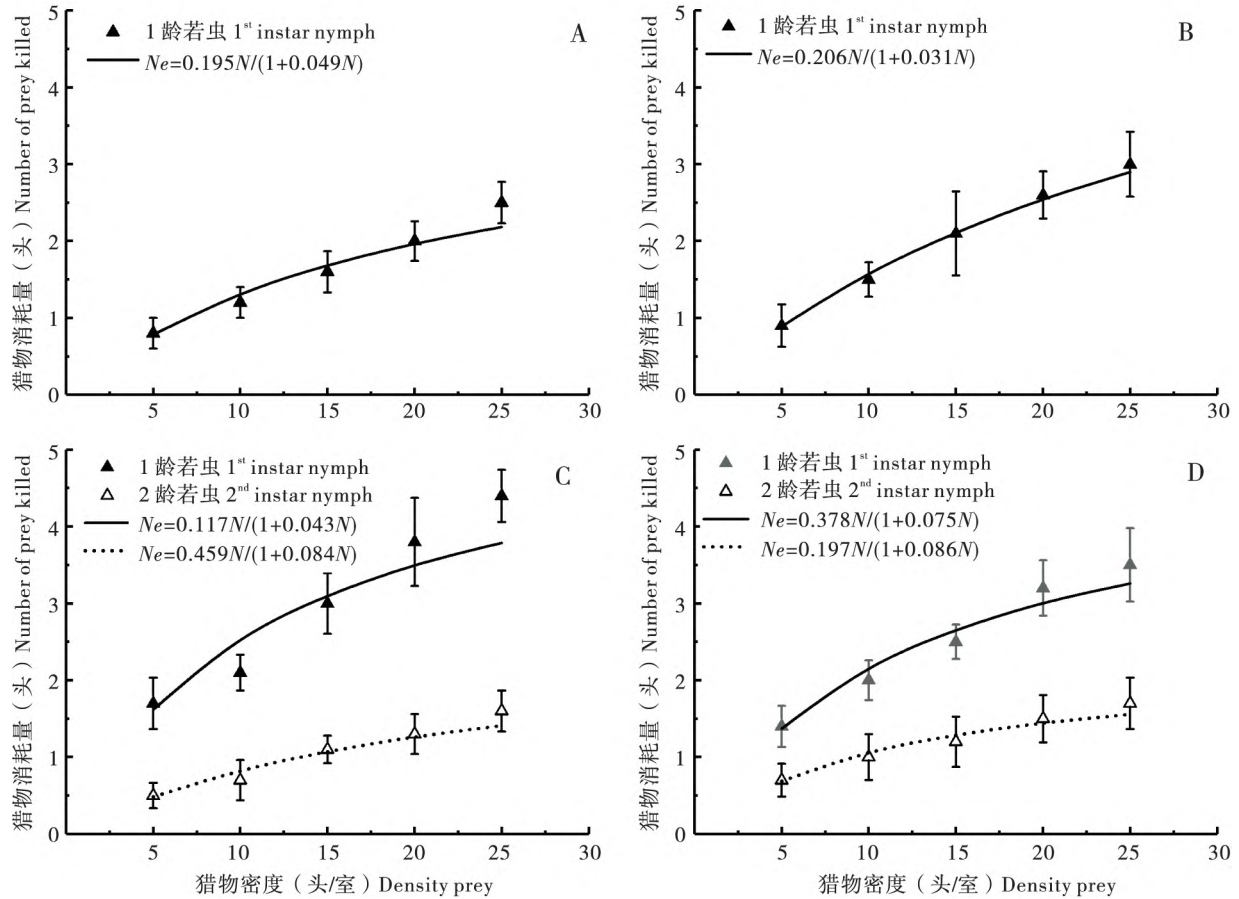 5
4
3
2
1
0
猎物消耗量（头）Number of prey killed
1 龄若虫 1st instar nymph
Ne=0.195N/(1+0.049N)
A
5 10 15 20 25 30
5
4
3
2
1
0
猎物消耗量（头）Number of prey killed
1 龄若虫 1st instar nymph
Ne=0.206N/(1+0.031N)
B
5 10 15 20 25 30
5
4
3
2
1
0
猎物消耗量（头）Number of prey killed
1 龄若虫 1st instar nymph
2 龄若虫 2nd instar nymph
Ne=0.117N/(1+0.043N)
Ne=0.459N/(1+0.084N)
C
5 10 15 20 25 30
猎物密度（头/室）Density prey
5
4
3
2
1
0
猎物消耗量（头）Number of prey killed
1 龄若虫 1st instar nymph
2 龄若虫 2nd instar nymph
Ne=0.378N/(1+0.075N)
Ne=0.197N/(1+0.086N)
D
5 10 15 20 25 30
猎物密度（头/室）Density prey